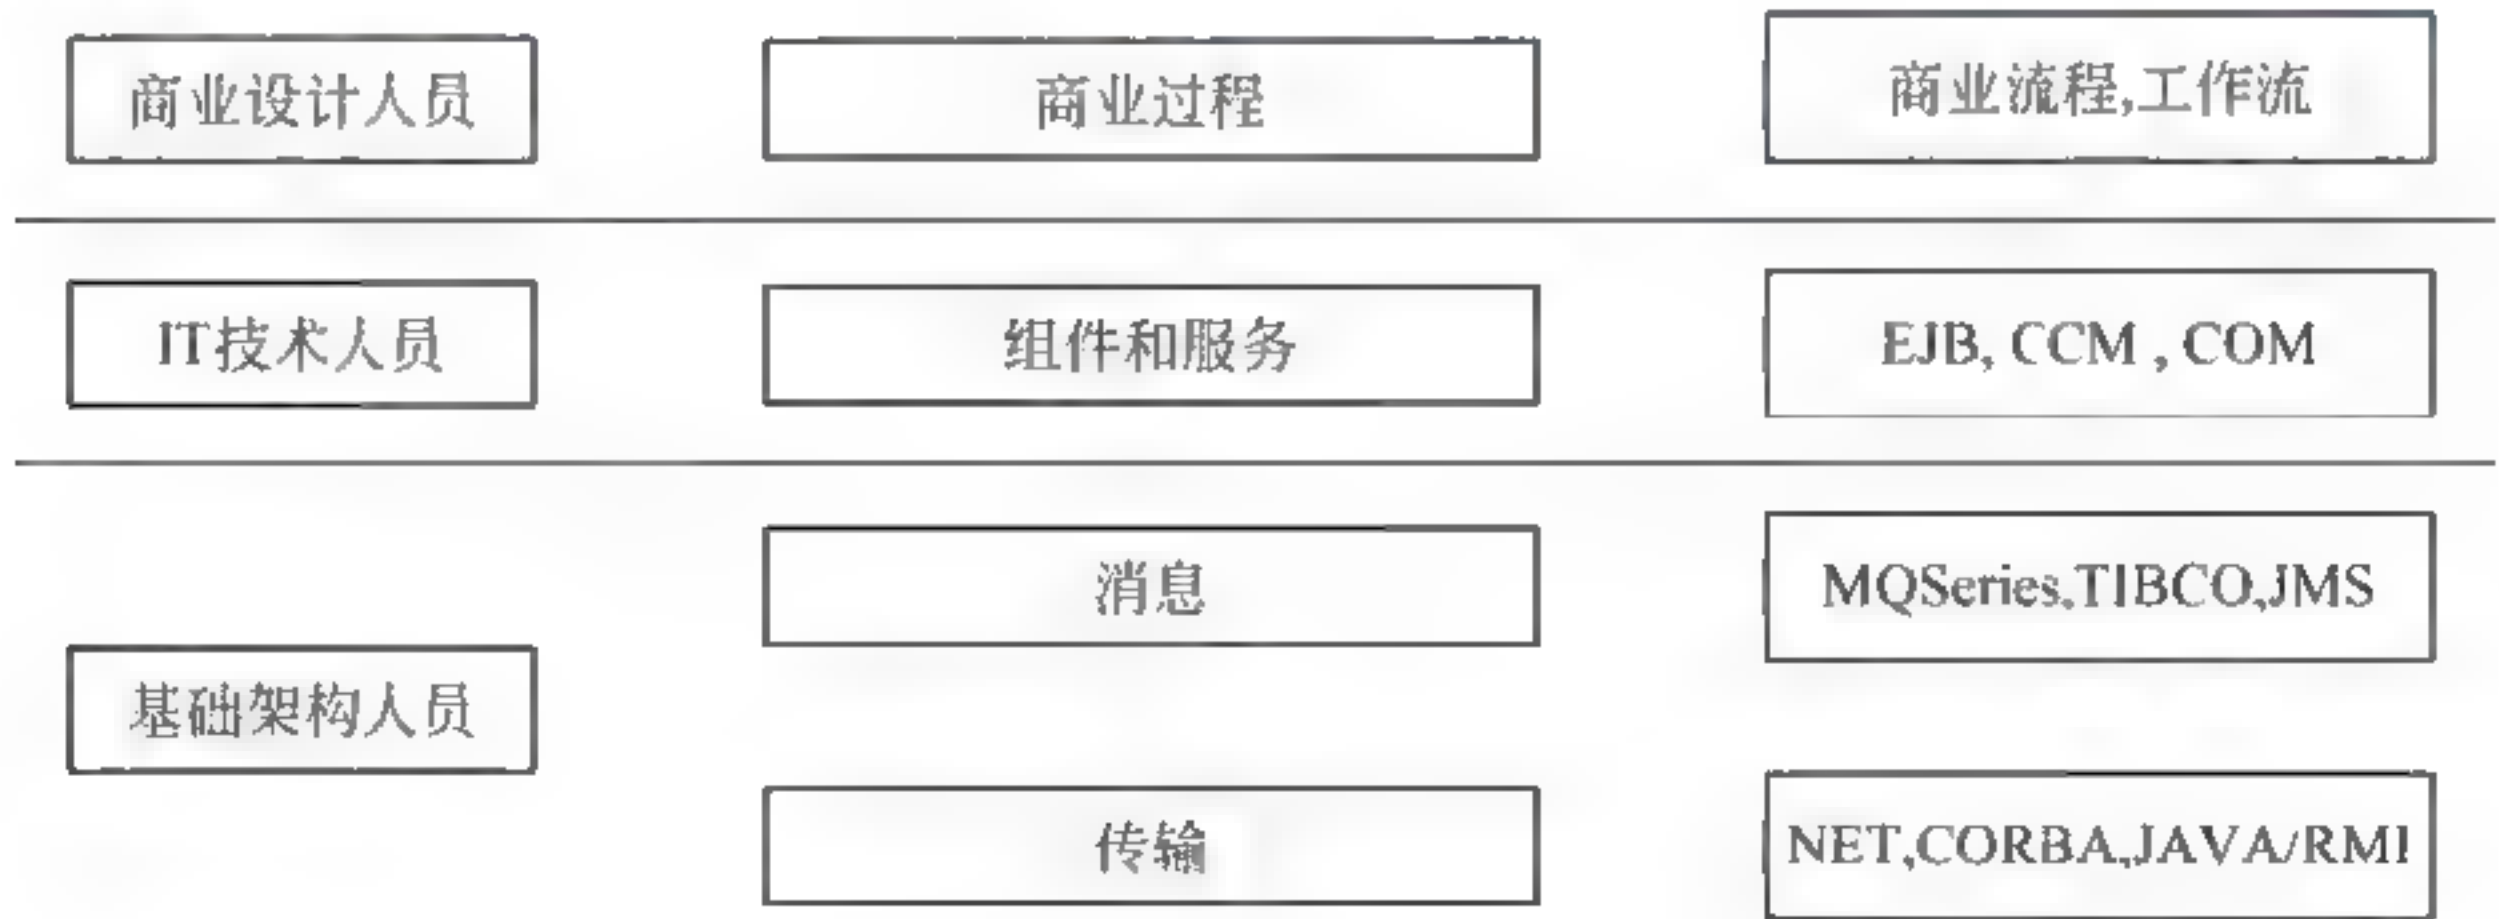 商业设计人员
商业过程
商业流程,工作流
IT技术人员
组件和服务
EJB, CCM , COM
消息
MQSeries,TIBCO,JMS
基础架构人员
传输
NET,CORBA,JAVA/RMI